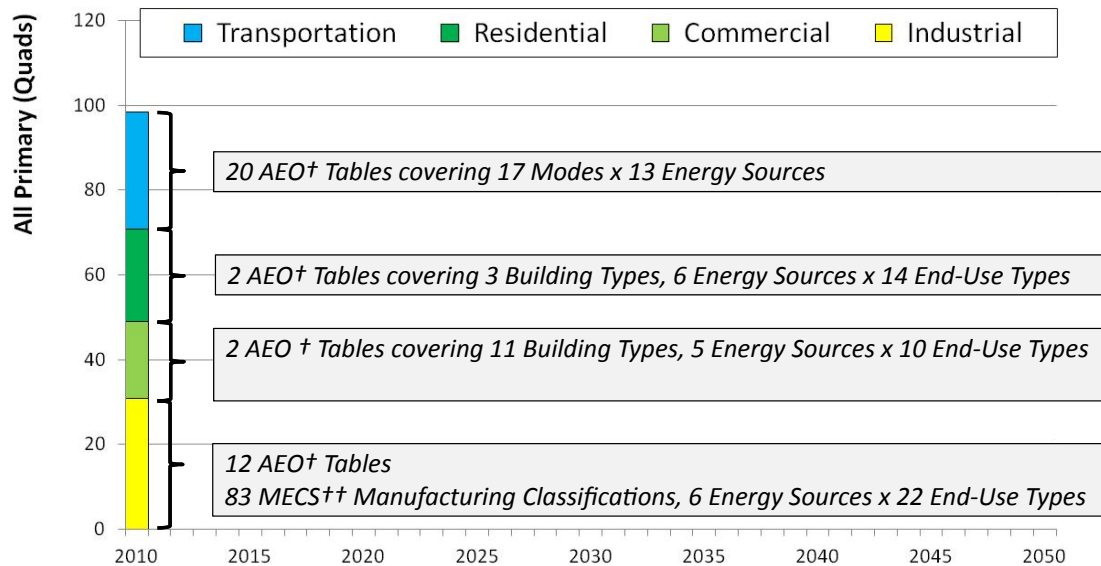 All Primary (Quads)
Transportation Residential Commercial Industrial
120
100
80
60
40
20
0
20 AEO† Tables covering 17 Modes x 13 Energy Sources
2 AEO† Tables covering 3 Building Types, 6 Energy Sources x 14 End-Use Types
2 AEO † Tables covering 11 Building Types, 5 Energy Sources x 10 End-Use Types
12 AEO† Tables
83 MECS†† Manufacturing Classifications, 6 Energy Sources x 22 End-Use Types
2010 2015 2020 2025 2030 2035 2040 2045 2050